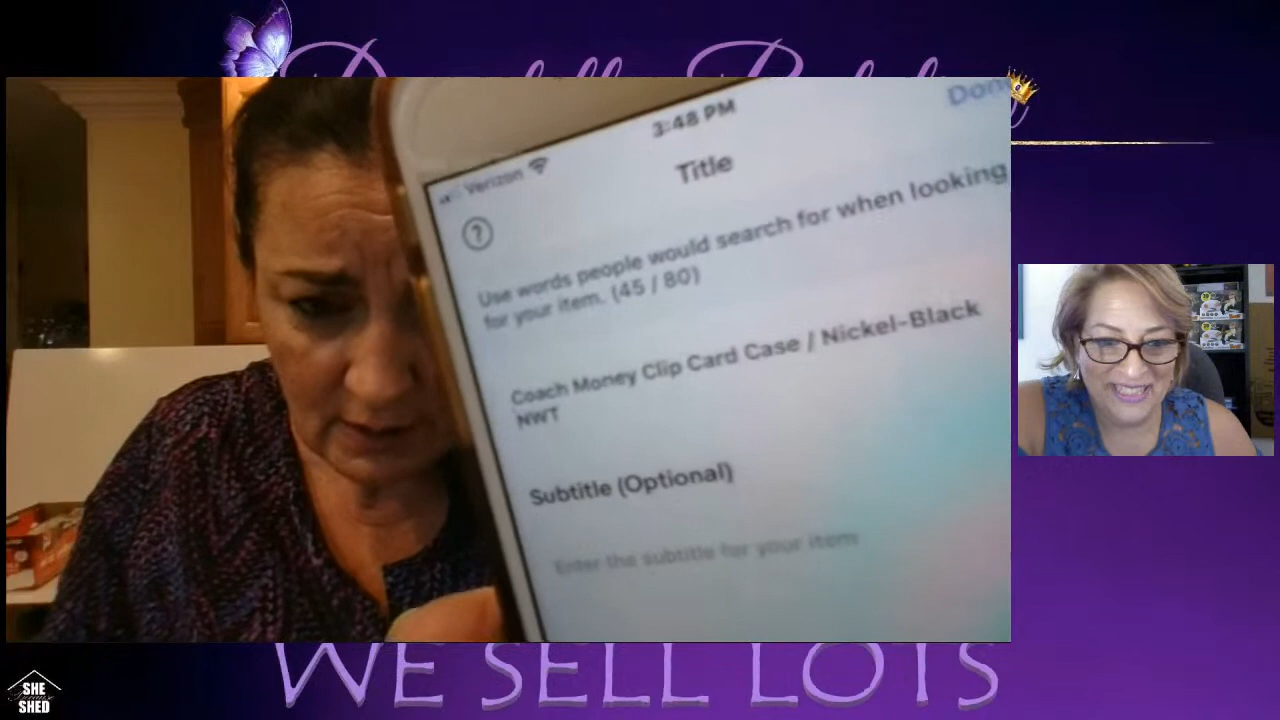 3:48 PM
Verizon
Done
Title
?
Use words people would search for when looking
for your item. (45 / 80)
Coach Money Clip Card Case / Nickel-Black
NWT
Subtitle (Optional)
Enter the subtitle for your item
WE SELL LOTS
SHE
SHED